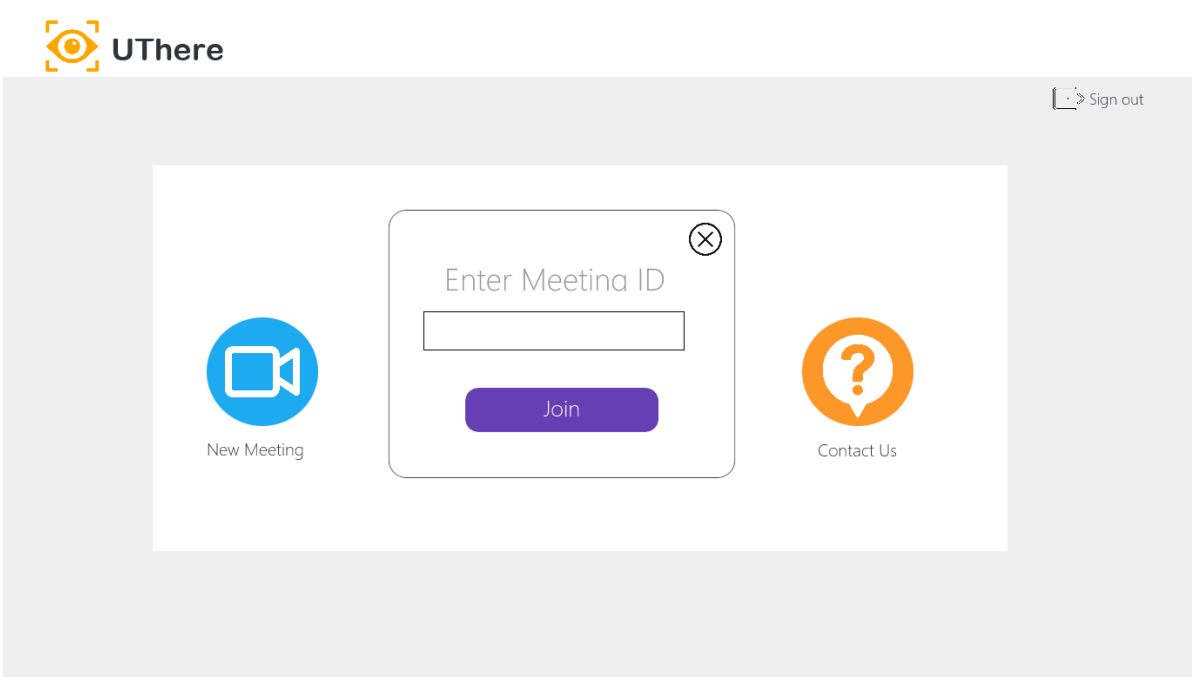 UThere
Sign out
Enter Meeting ID
Join
New Meeting
Contact Us